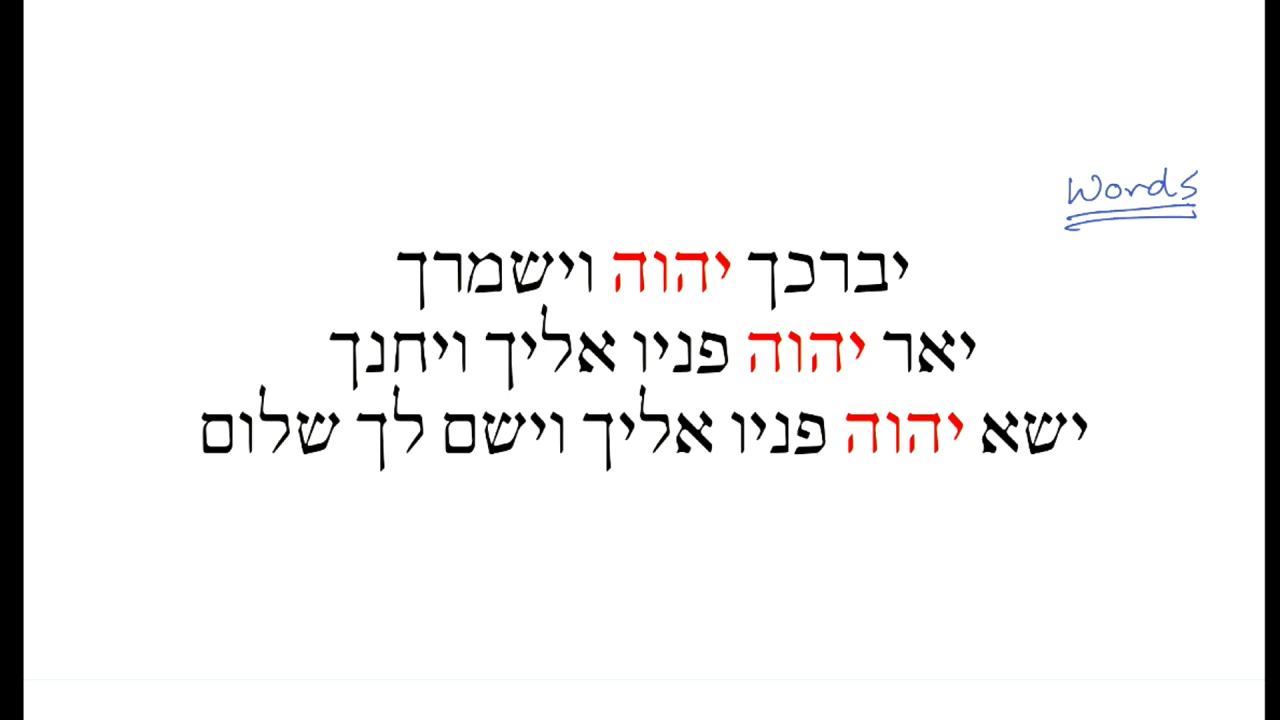 Words
יברכך יהוה וישמרך
יאר יהוה פניו אליך ויחנך
ישא יהוה פניו אליך וישם לך שלום